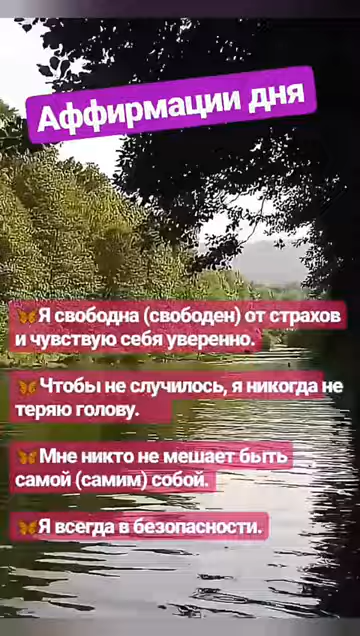 Аффирмации дня
🦋Я свободна (свободен) от страхов
и чувствую себя уверенно.
🦋Чтобы не случилось, я никогда не
теряю голову.
🦋Мне никто не мешает быть
самой (самим) собой.
🦋Я всегда в безопасности.